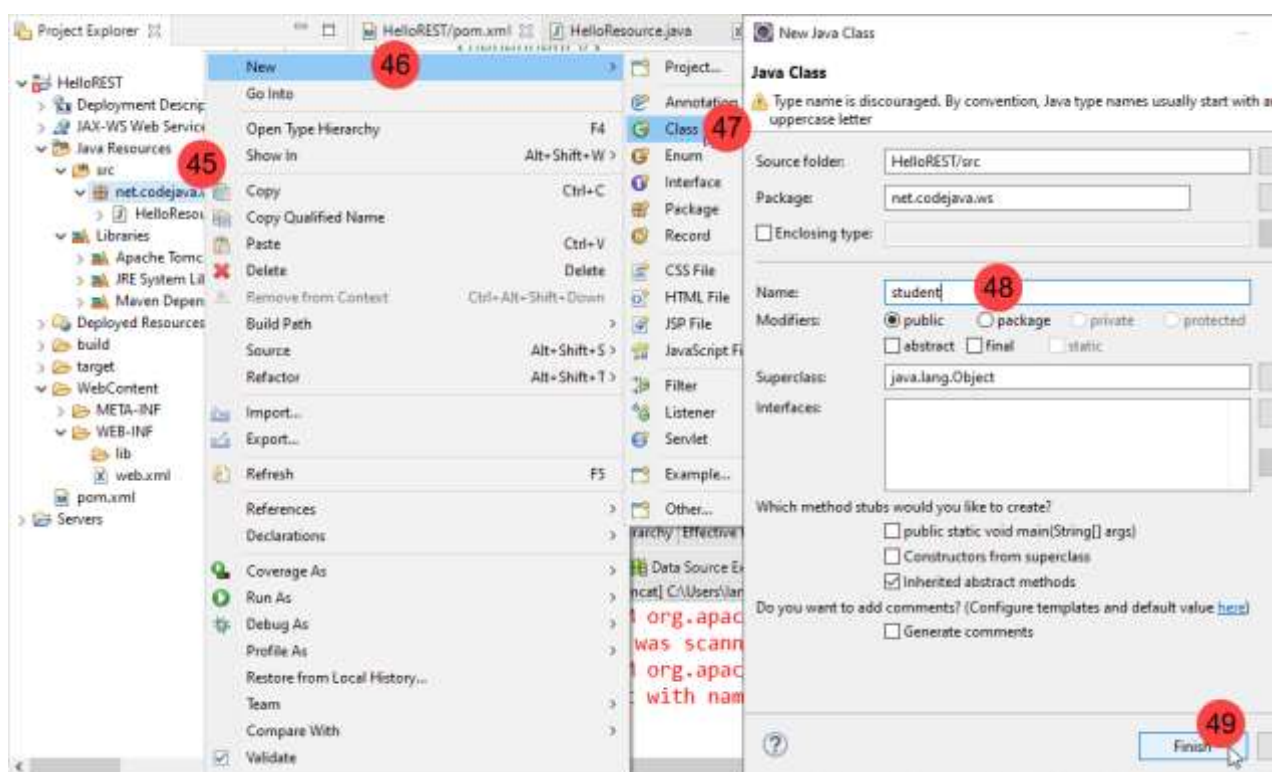 Project Explorer
HelloREST/pom.xml
HelloResource.java
HelloREST
Deployment Descrip
JAX-WS Web Service
Java Resources
45
src
net.codejava.
HelloResou
Libraries
Apache Tomc
JRE System Lil
Maven Depen
Deployed Resources
build
target
WebContent
META-INF
WEB-INF
lib
web.xml
pom.xml
Servers
New 46
Go Into
Open Type Hierarchy F4
Show In Alt+Shift+W >
Copy Ctrl+C
Copy Qualified Name
Paste Ctrl+V
Delete Delete
Remove from Context Ctrl+Alt+Shift+Down
Build Path
Source Alt+Shift+S >
Refactor Alt+Shift+T >
Import...
Export...
Refresh F5
References
Declarations
Coverage As
Run As
Debug As
Profile As
Restore from Local History...
Team
Compare With
Validate
Project...
Annotation
Class 47
Enum
Interface
Package
Record
CSS File
HTML File
JSP File
JavaScript Fi
Filter
Listener
Servlet
Example...
Other...
rarchy Effective
Data Source Ex
ncat] C:\Users\
org.apac
was scann
org.apac
with nam
New Java Class
Java Class
Type name is discouraged. By convention, Java type names usually start with an
uppercase letter
Source folder: HelloREST/src
Package: net.codejava.ws
Enclosing type:
Name: student 48
Modifiers: public package private protected
abstract final static
Superclass: java.lang.Object
Interfaces:
Which method stubs would you like to create?
public static void main(String[] args)
Constructors from superclass
Inherited abstract methods
Do you want to add comments? (Configure templates and default value here)
Generate comments
49
Finish